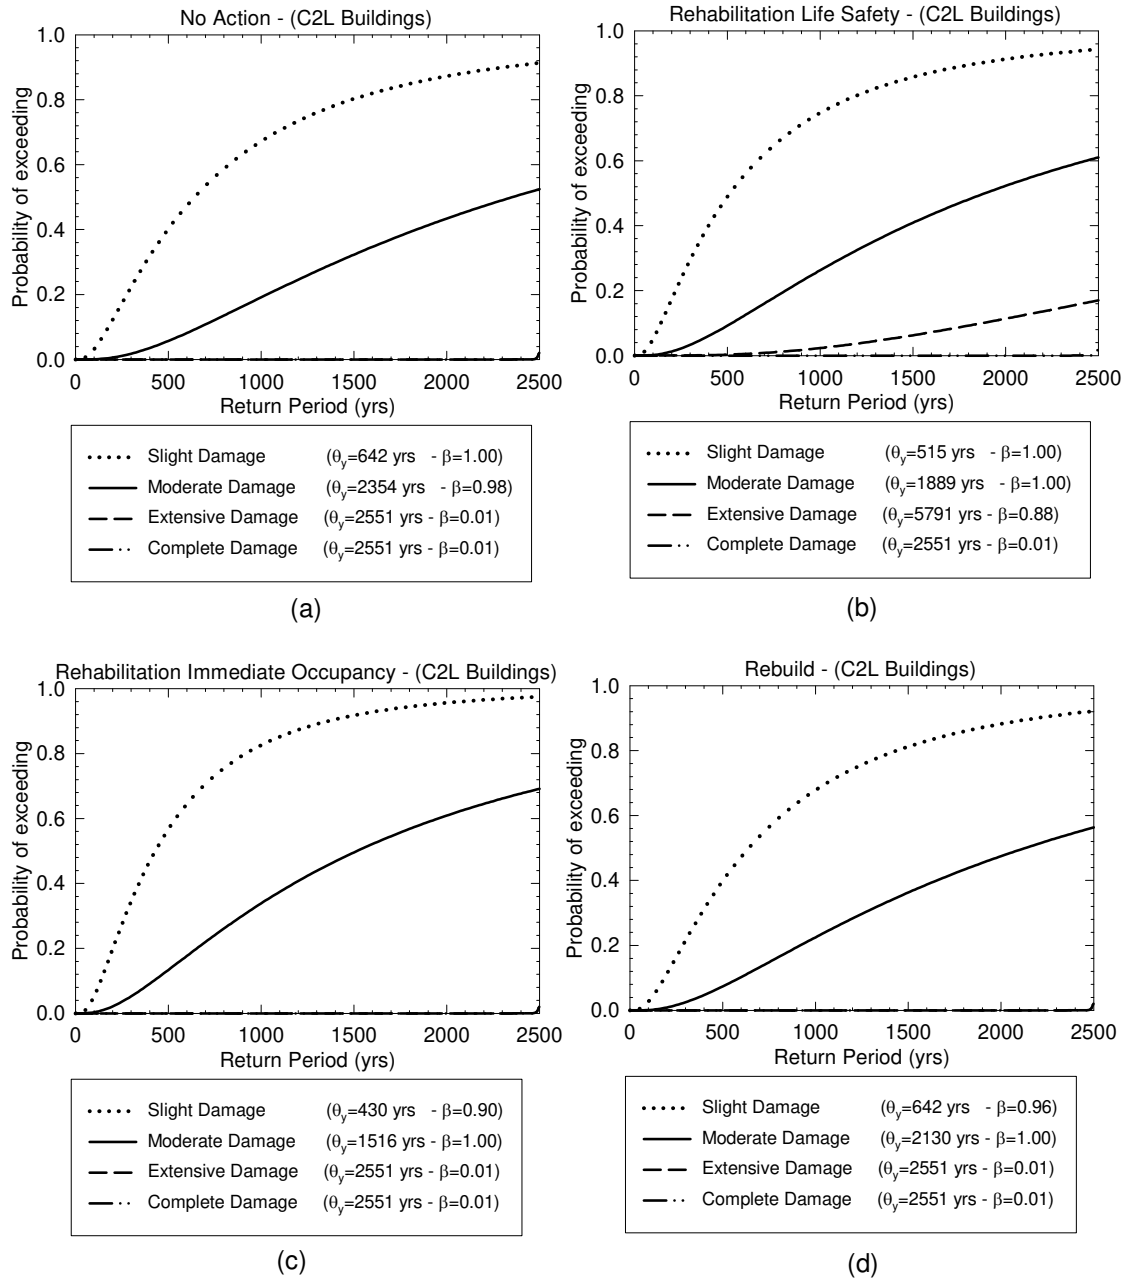 No Action - (C2L Buildings)
1.0
0.8
0.6
0.4
0.2
0.0
Probability of exceeding
0 500 1000 1500 2000 2500
Return Period (yrs)
Slight Damage (θy=642 yrs - β=1.00)
Moderate Damage (θy=2354 yrs - β=0.98)
Extensive Damage (θy=2551 yrs - β=0.01)
Complete Damage (θy=2551 yrs - β=0.01)
(a)
Rehabilitation Life Safety - (C2L Buildings)
1.0
0.8
0.6
0.4
0.2
0.0
Probability of exceeding
0 500 1000 1500 2000 2500
Return Period (yrs)
Slight Damage (θy=515 yrs - β=1.00)
Moderate Damage (θy=1889 yrs - β=1.00)
Extensive Damage (θy=5791 yrs - β=0.88)
Complete Damage (θy=2551 yrs - β=0.01)
(b)
Rehabilitation Immediate Occupancy - (C2L Buildings)
1.0
0.8
0.6
0.4
0.2
0.0
Probability of exceeding
0 500 1000 1500 2000 2500
Return Period (yrs)
Slight Damage (θy=430 yrs - β=0.90)
Moderate Damage (θy=1516 yrs - β=1.00)
Extensive Damage (θy=2551 yrs - β=0.01)
Complete Damage (θy=2551 yrs - β=0.01)
(c)
Rebuild - (C2L Buildings)
1.0
0.8
0.6
0.4
0.2
0.0
Probability of exceeding
0 500 1000 1500 2000 2500
Return Period (yrs)
Slight Damage (θy=642 yrs - β=0.96)
Moderate Damage (θy=2130 yrs - β=1.00)
Extensive Damage (θy=2551 yrs - β=0.01)
Complete Damage (θy=2551 yrs - β=0.01)
(d)